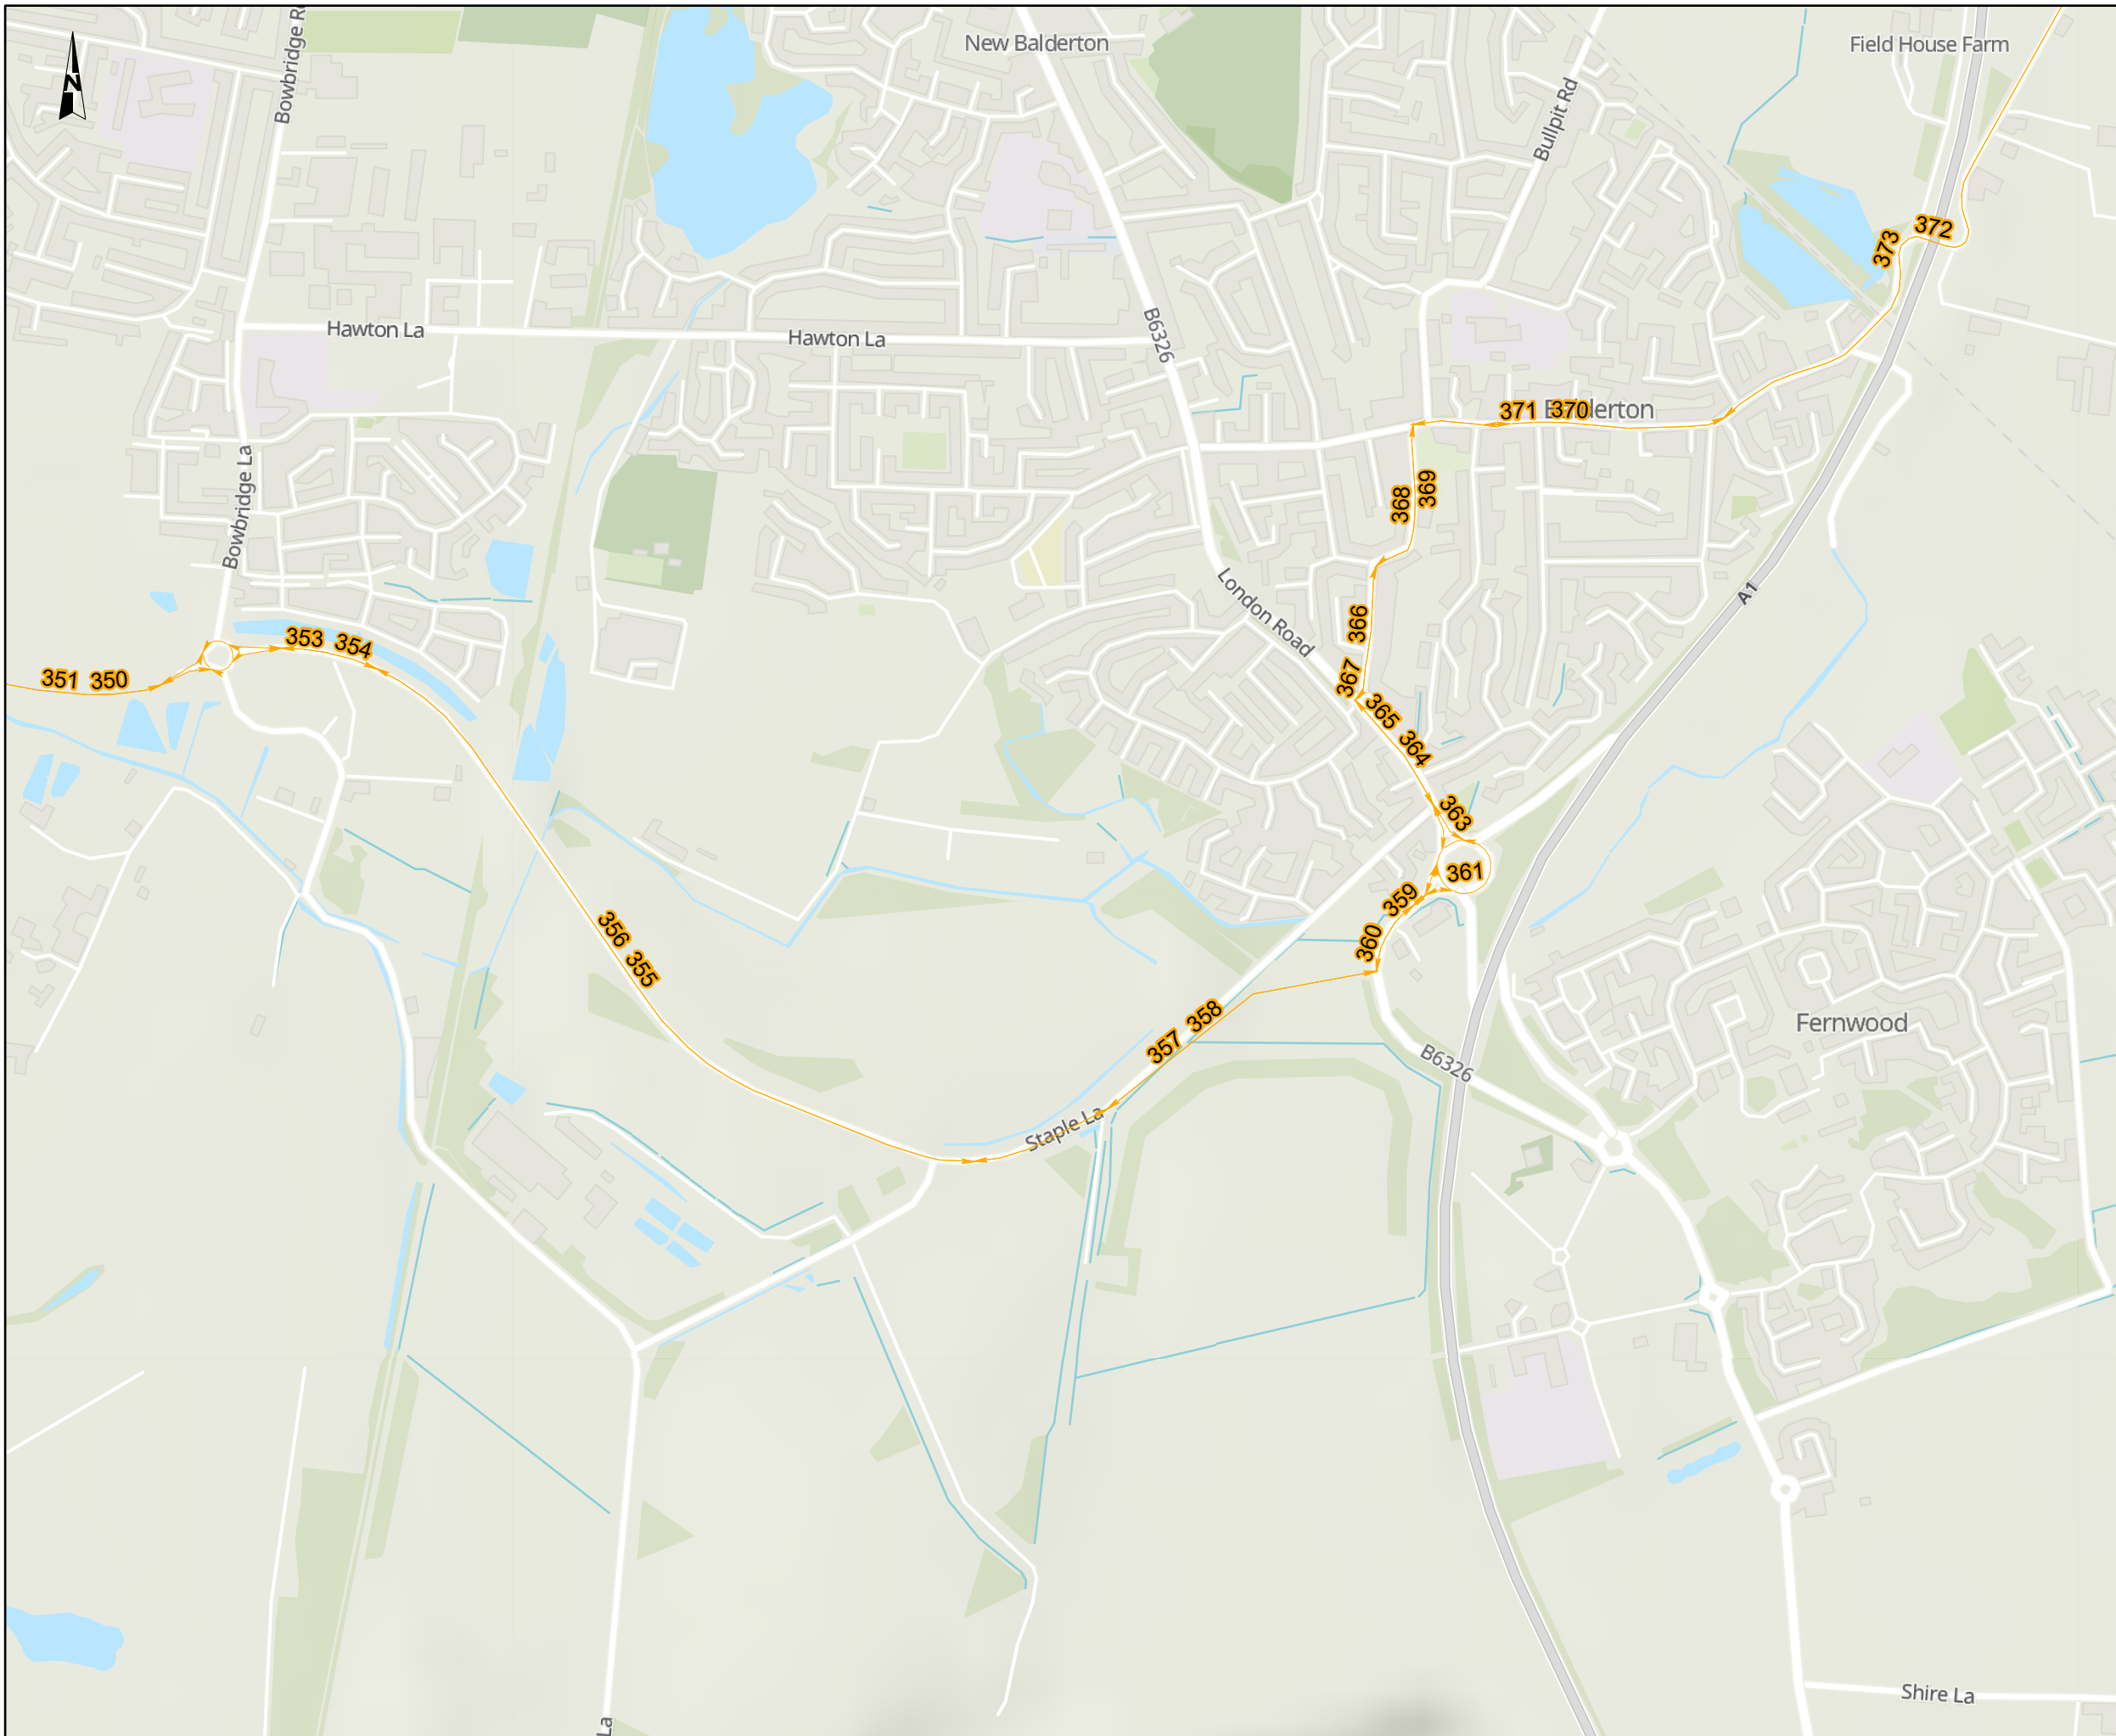 Bowbridge R
New Balderton
Field House Farm
N
Bullpit Rd
372
373
Hawton La
Hawton La
B6326
371 370
Balderton
Bowbridge La
368
369
London Road
A1
366
353 354
351 350
367
365
364
363
361
359
360
356
355
357
358
Fernwood
B6326
Staple La
Shire La
La